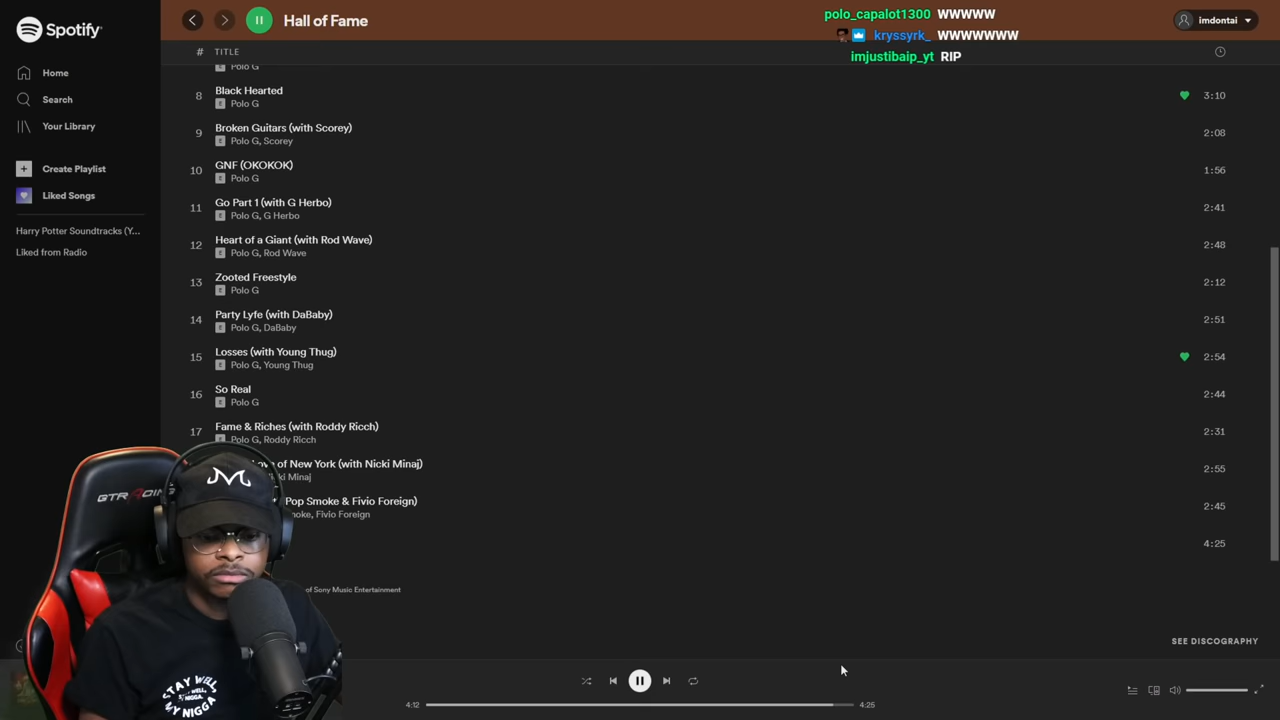 Spotify
Hall of Fame
polo_capalot1300 WWWWW
kryssyrk_ WWWWWWW
imjustibaip_yt RIP
imdontai
# TITLE
Home
Search
Your Library
Create Playlist
Liked Songs
Harry Potter Soundtracks (Y...
Liked from Radio
Polo G
8 Black Hearted 3:10
E Polo G
9 Broken Guitars (with Scorey) 2:08
E Polo G, Scorey
10 GNF (OKOKOK) 1:56
E Polo G
11 Go Part 1 (with G Herbo) 2:41
E Polo G, G Herbo
12 Heart of a Giant (with Rod Wave) 2:48
E Polo G, Rod Wave
13 Zooted Freestyle 2:12
E Polo G
14 Party Lyfe (with DaBaby) 2:51
E Polo G, DaBaby
15 Losses (with Young Thug) 2:54
E Polo G, Young Thug
16 So Real 2:44
E Polo G
17 Fame & Riches (with Roddy Ricch) 2:31
Polo G, Roddy Ricch
of New York (with Nicki Minaj) 2:55
Minaj
Pop Smoke & Fivio Foreign) 2:45
Fivio Foreign
4:25
of Sony Music Entertainment
SEE DISCOGRAPHY
4:12 4:25
STAY WELL,
MY NIGGA